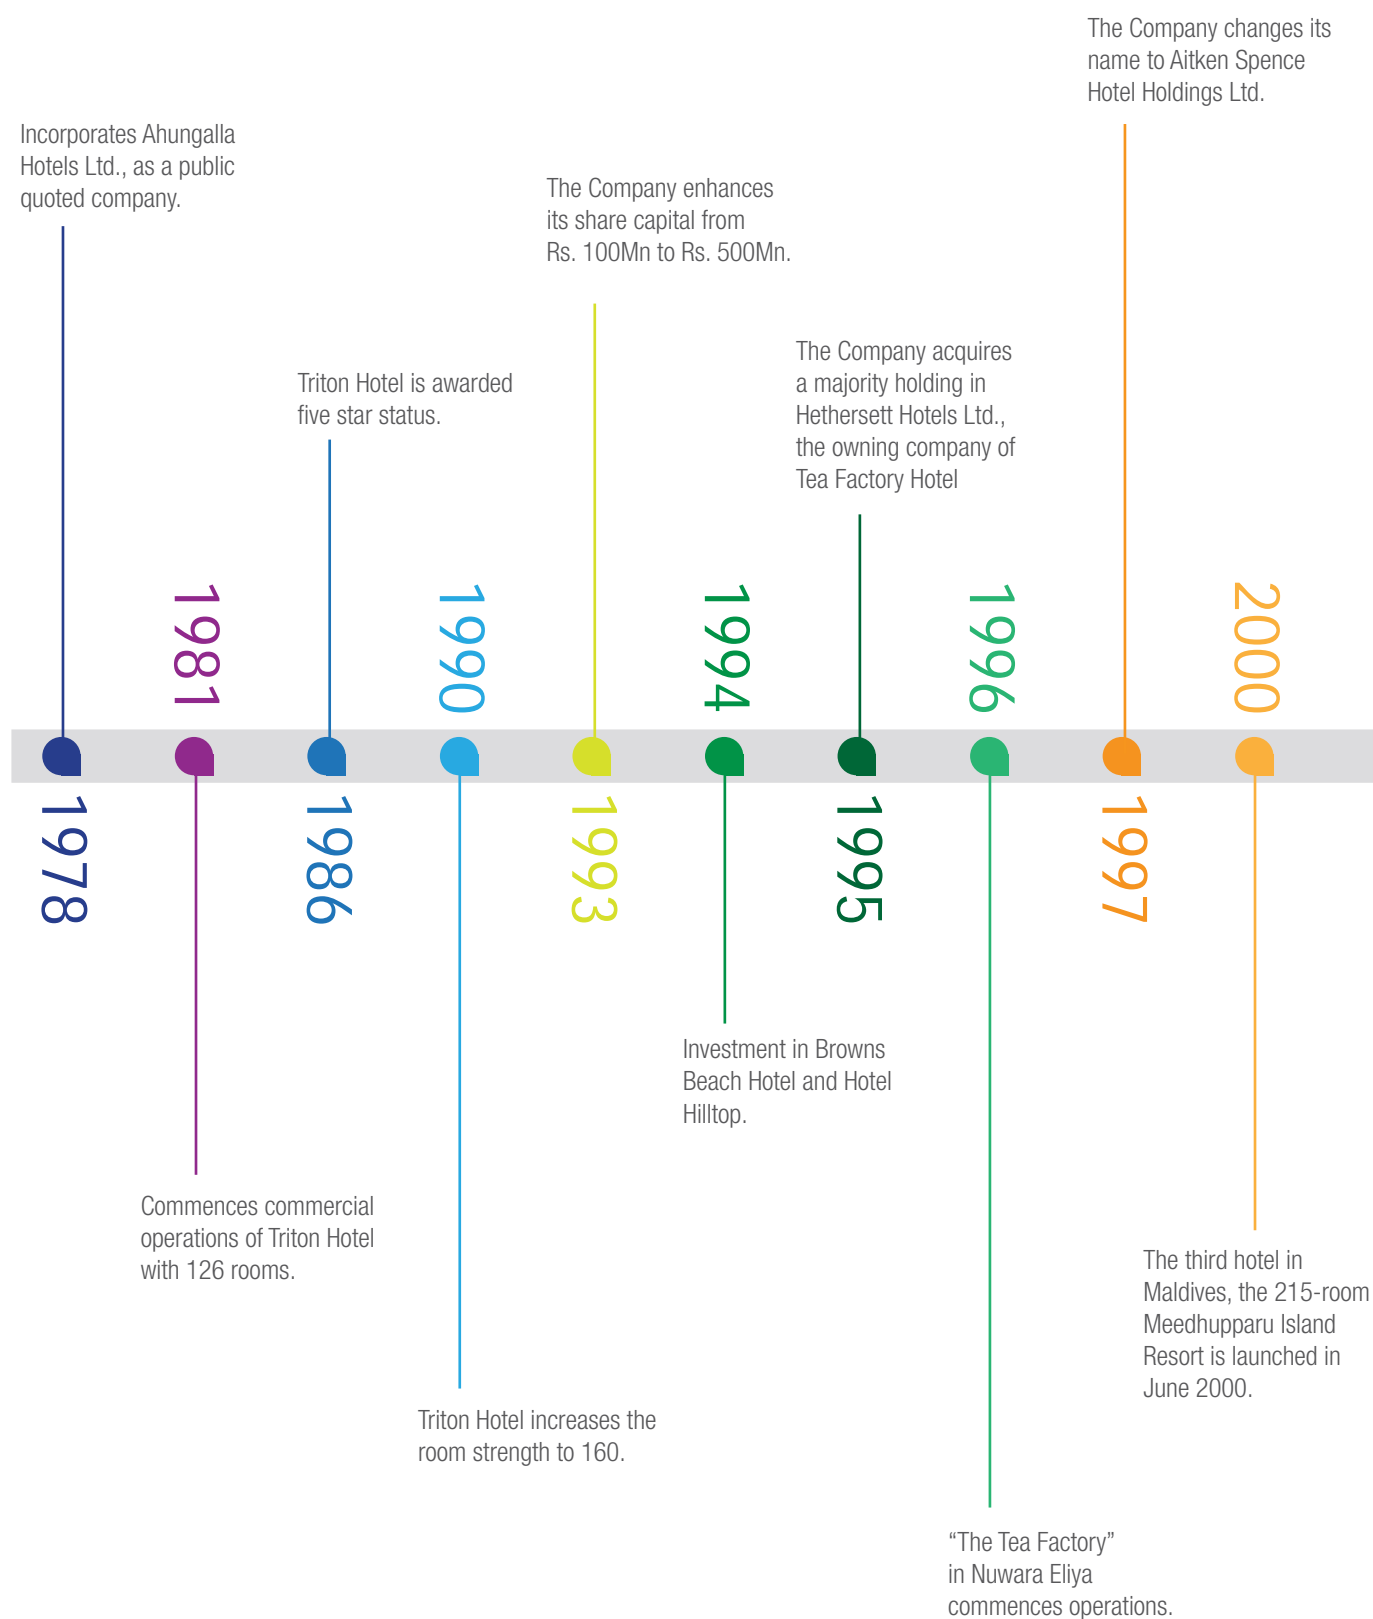 Incorporates Ahungalla
Hotels Ltd., as a public
quoted company.
1978
1981
Commences commercial
operations of Triton Hotel
with 126 rooms.
Triton Hotel is awarded
five star status.
1986
1990
Triton Hotel increases the
room strength to 160.
The Company enhances
its share capital from
Rs. 100Mn to Rs. 500Mn.
1993
1994
Investment in Browns
Beach Hotel and Hotel
Hilltop.
The Company acquires
a majority holding in
Hethersett Hotels Ltd.,
the owning company of
Tea Factory Hotel
1995
1996
“The Tea Factory”
in Nuwara Eliya
commences operations.
The Company changes its
name to Aitken Spence
Hotel Holdings Ltd.
1997
2000
The third hotel in
Maldives, the 215-room
Meedhupparu Island
Resort is launched in
June 2000.